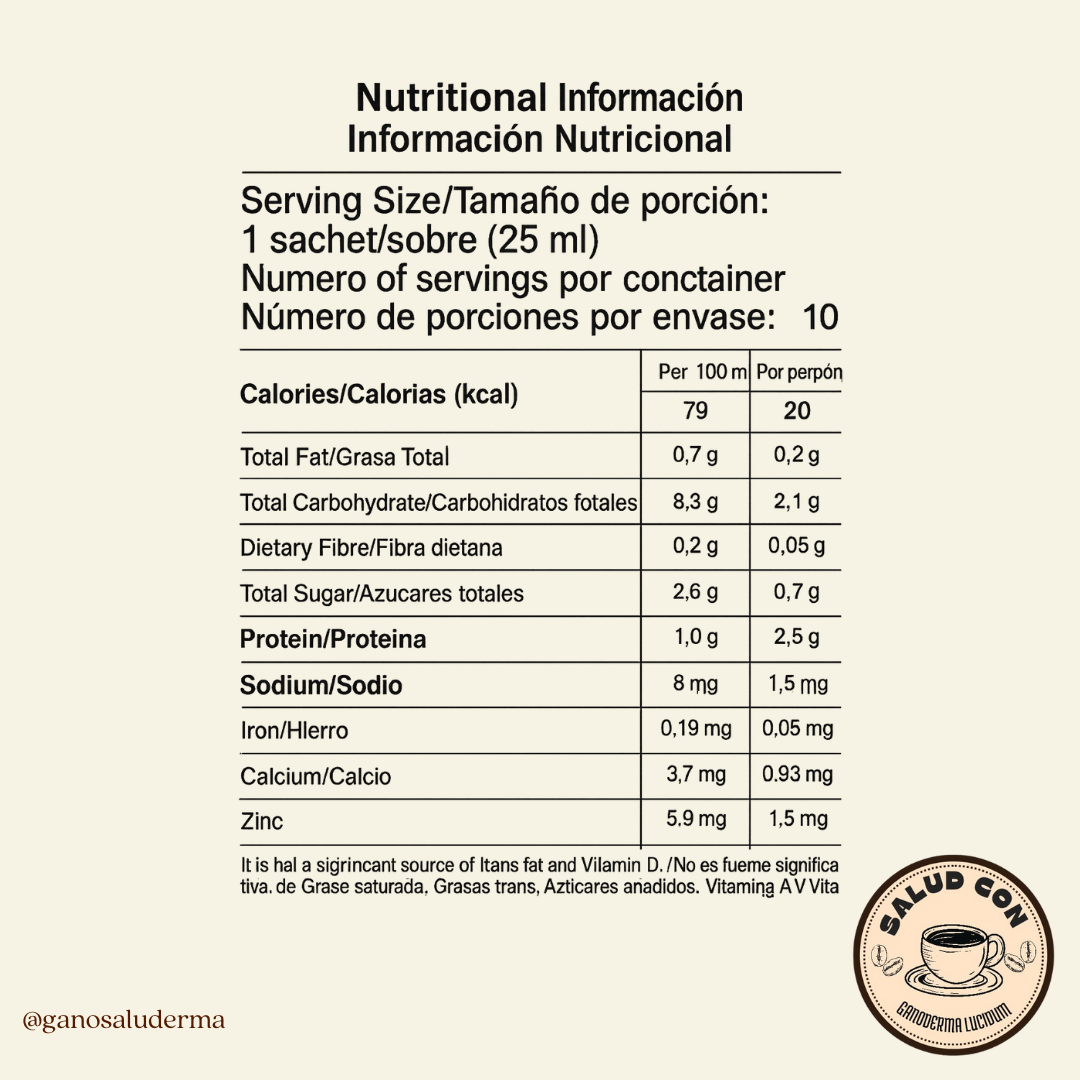 Nutritional Información
Información Nutricional
Serving Size/Tamaño de porción:
1 sachet/sobre (25 ml)
Numero of servings por conctainer
Número de porciones por envase: 10
Calories/Calorias (kcal)
Per 100 m Por perpón
79 20
Total Fat/Grasa Total 0,7 g 0,2 g
Total Carbohydrate/Carbohidratos fotales 8,3 g 2,1 g
Dietary Fibre/Fibra dietana 0,2 g 0,05 g
Total Sugar/Azucares totales 2,6 g 0,7 g
Protein/Proteina 1,0 g 2,5 g
Sodium/Sodio 8 mg 1,5 mg
Iron/Hlerro 0,19 mg 0,05 mg
Calcium/Calcio 3,7 mg 0.93 mg
Zinc 5.9 mg 1,5 mg
It is hal a sigrincant source of Itans fat and Vilamin D. /No es fueme significa
tiva. de Grase saturada, Grasas trans, Azticares anadidos. Vitamina A V Vita
SALUD CON
GANODERMA LUCIDUM
@ganosaluderma